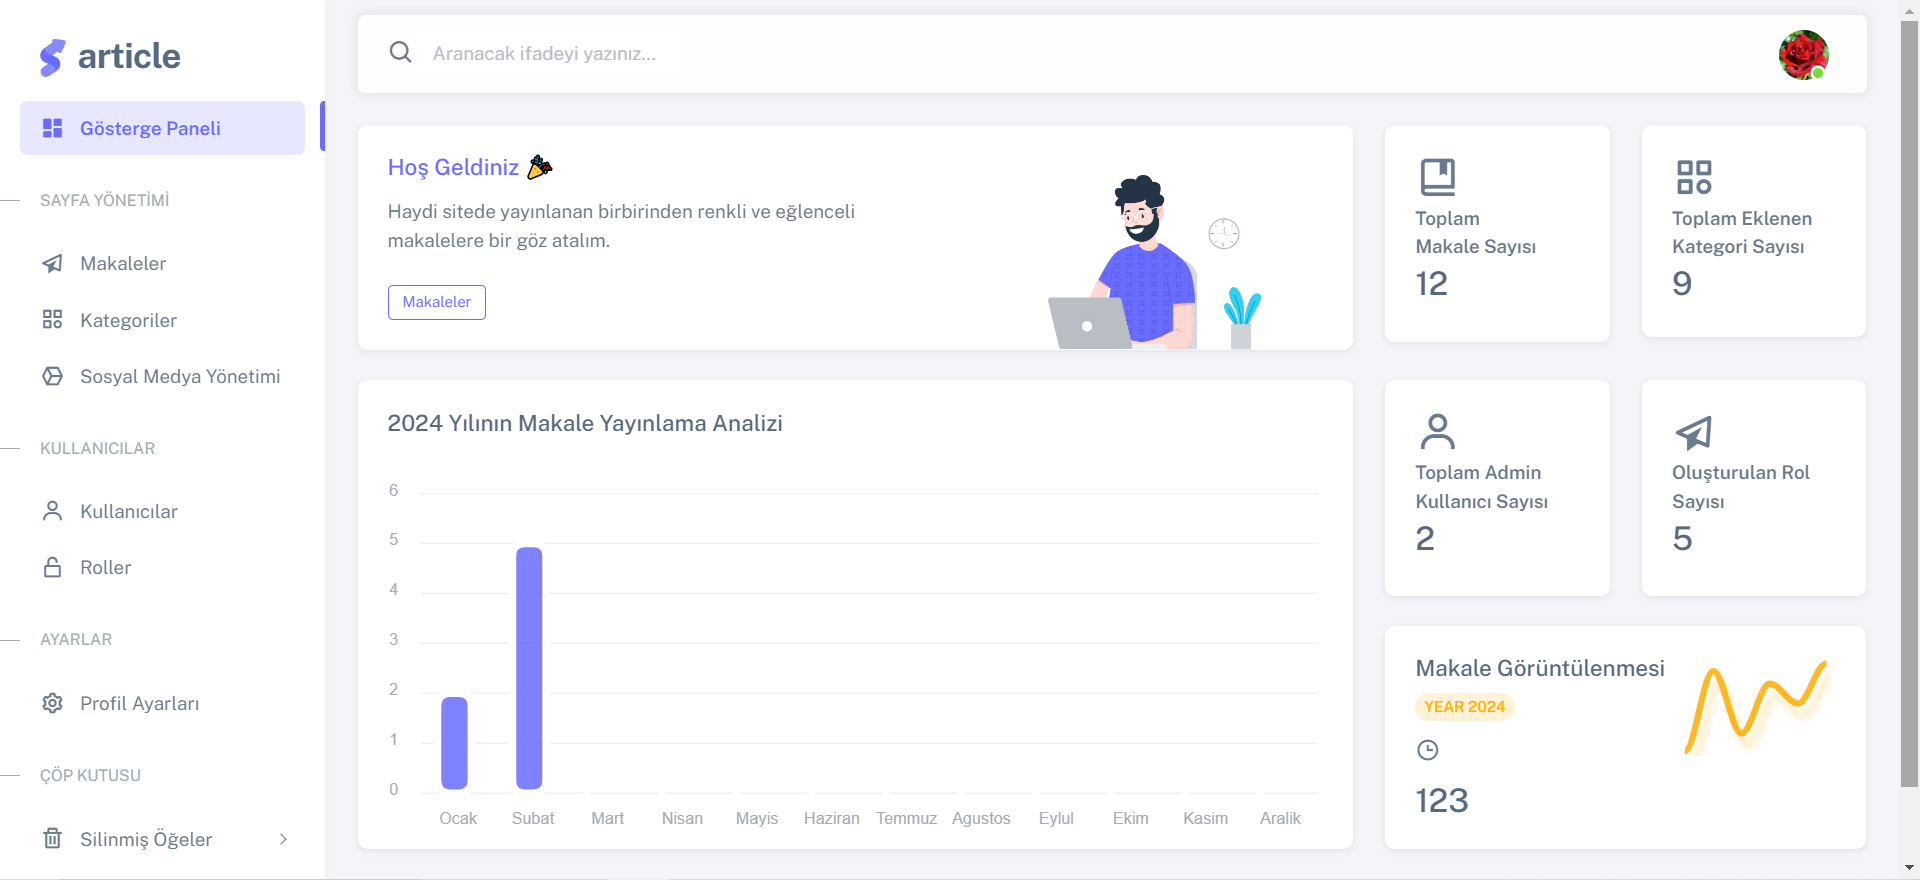 article
Gösterge Paneli
SAYFA YÖNETİMİ
Makaleler
Kategoriler
Sosyal Medya Yönetimi
KULLANICILAR
Kullanıcılar
Roller
AYARLAR
Profil Ayarları
ÇÖP KUTUSU
Silinmiş Öğeler
Aranacak ifadeyi yazınız...
Hoş Geldiniz
Haydi sitede yayınlanan birbirinden renkli ve eğlenceli
makalelere bir göz atalım.
Makaleler
Toplam
Makale Sayısı
12
Toplam Eklenen
Kategori Sayısı
9
2024 Yılının Makale Yayınlama Analizi
6
5
4
3
2
1
0
Ocak Subat Mart Nisan Mayis Haziran Temmuz Agustos Eylul Ekim Kasim Aralik
Toplam Admin
Kullanıcı Sayısı
2
Oluşturulan Rol
Sayısı
5
Makale Görüntülenmesi
YEAR 2024
123